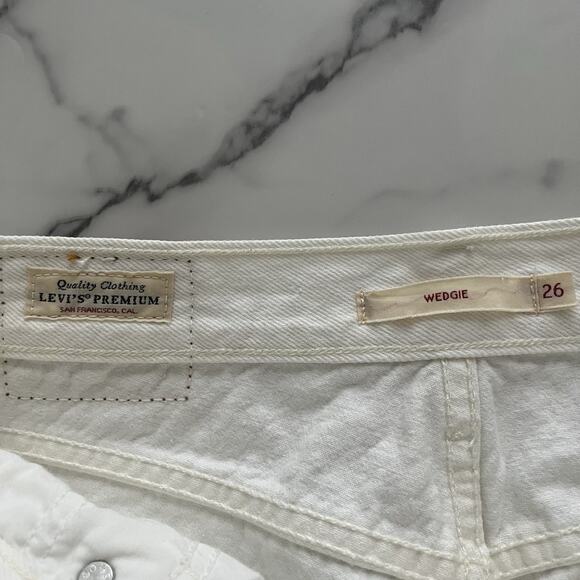 Quality Clothing
LEVI'S® PREMIUM
SAN FRANCISCO, CAL.
WEDGIE
26